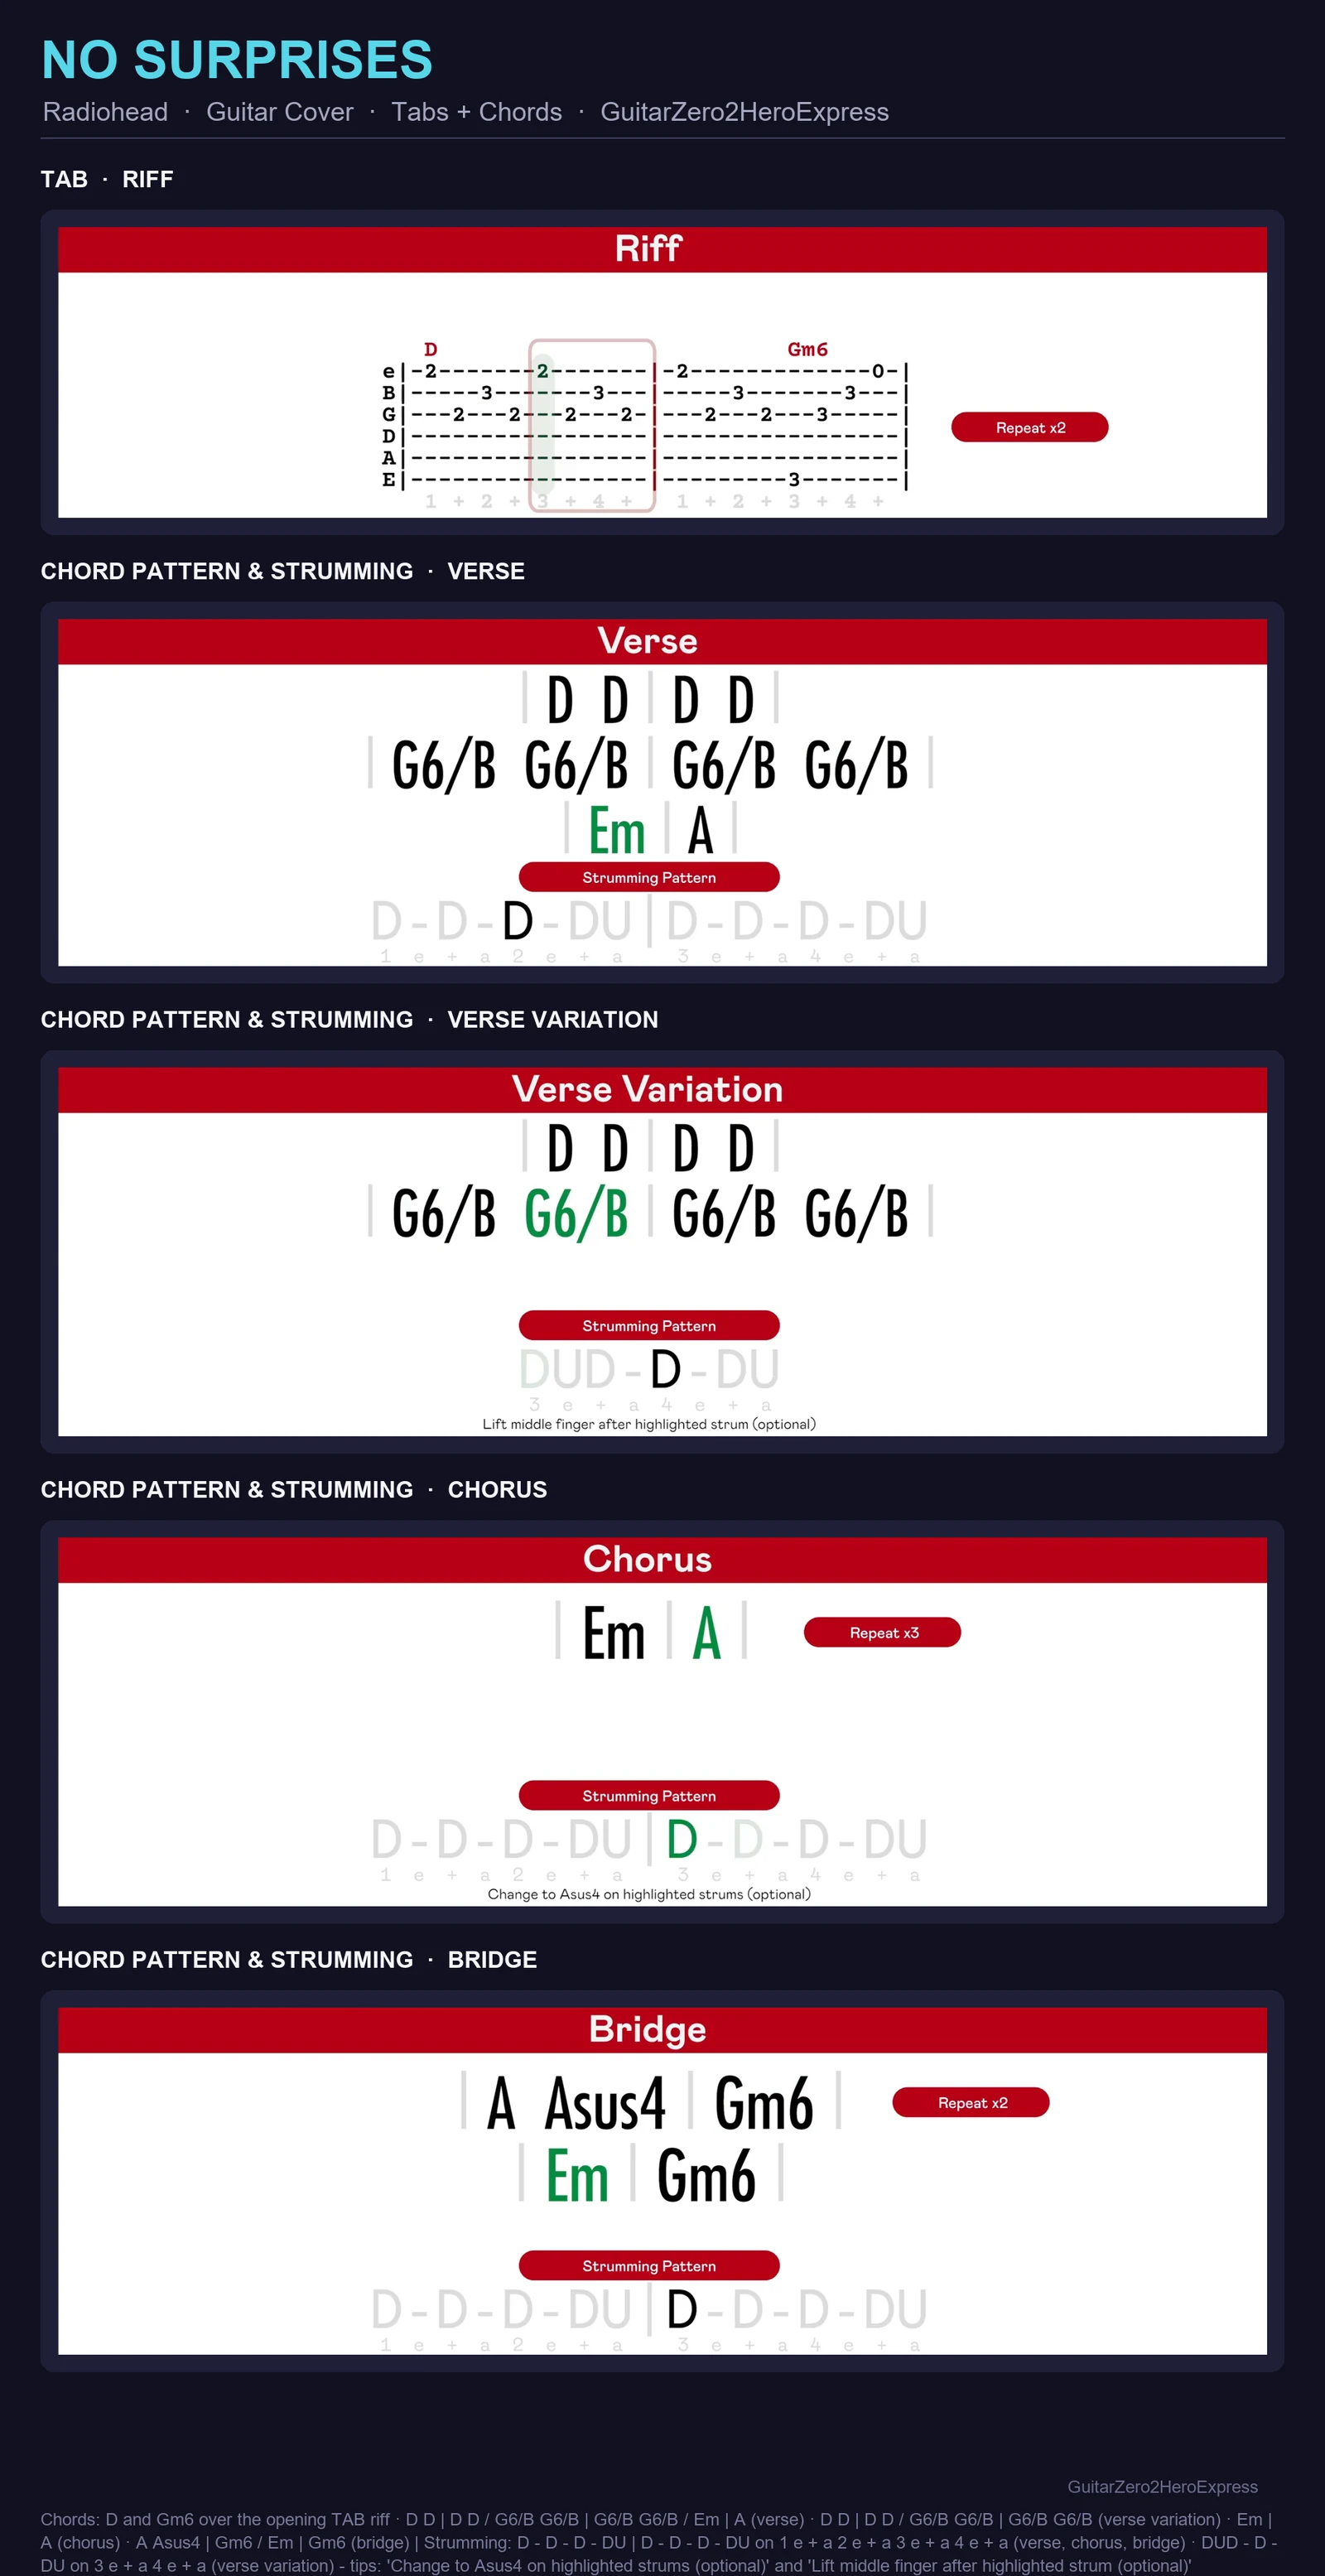 NO SURPRISES
Radiohead · Guitar Cover · Tabs + Chords · GuitarZero2HeroExpress
TAB · RIFF
Riff
D Gm6
e|-2-------2-------|-2-------------0-|
B|-----3-------3---|-----3-------3---|
G|---2---2---2---2-|---2---2---3-----|
D|-----------------|-----------------|
A|-----------------|-----------------|
E|-----------------|---------3-------|
1 + 2 + 3 + 4 + 1 + 2 + 3 + 4 +
Repeat x2
CHORD PATTERN & STRUMMING · VERSE
Verse
| D D | D D |
| G6/B G6/B | G6/B G6/B |
| Em | A |
Strumming Pattern
D-D-D-DU|D-D-D-DU
1 e + a 2 e + a 3 e + a 4 e + a
CHORD PATTERN & STRUMMING · VERSE VARIATION
Verse Variation
| D D | D D |
| G6/B G6/B | G6/B G6/B |
Strumming Pattern
DUD-D-DU
3 e + a 4 e + a
Lift middle finger after highlighted strum (optional)
CHORD PATTERN & STRUMMING · CHORUS
Chorus
| Em | A | Repeat x3
Strumming Pattern
D-D-D-DU|D-D-D-DU
1 e + a 2 e + a 3 e + a 4 e + a
Change to Asus4 on highlighted strums (optional)
CHORD PATTERN & STRUMMING · BRIDGE
Bridge
| A Asus4 | Gm6 | Repeat x2
| Em | Gm6 |
Strumming Pattern
D-D-D-DU|D-D-D-DU
1 e + a 2 e + a 3 e + a 4 e + a
GuitarZero2HeroExpress
Chords: D and Gm6 over the opening TAB riff · D D | D D / G6/B G6/B | G6/B G6/B / Em | A (verse) · D D | D D / G6/B G6/B | G6/B G6/B (verse variation) · Em |
A (chorus) · A Asus4 | Gm6 / Em | Gm6 (bridge) | Strumming: D - D - D - DU | D - D - D - DU on 1 e + a 2 e + a 3 e + a 4 e + a (verse, chorus, bridge) · DUD - D -
DU on 3 e + a 4 e + a (verse variation) - tips: 'Change to Asus4 on highlighted strums (optional)' and 'Lift middle finger after highlighted strum (optional)'